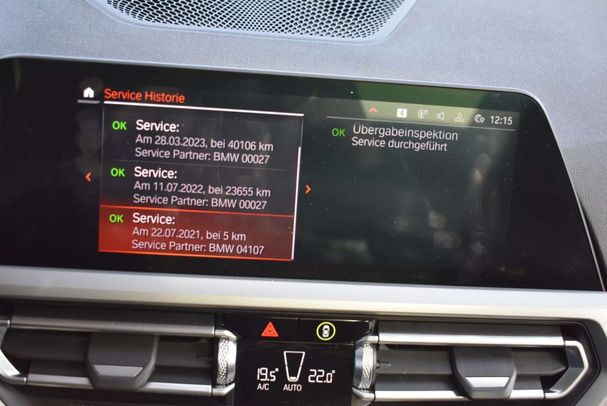 Service Historie
4 12:15
OK Service:
Am 28.03.2023, bei 40106 km
Service Partner: BMW 00027
OK Service:
Am 11.07.2022, bei 23655 km
Service Partner: BMW 00027
OK Service:
Am 22.07.2021, bei 5 km
Service Partner: BMW 04107
OK Übergabeinspektion
Service durchgeführt
19.5° 22.0°
A/C AUTO